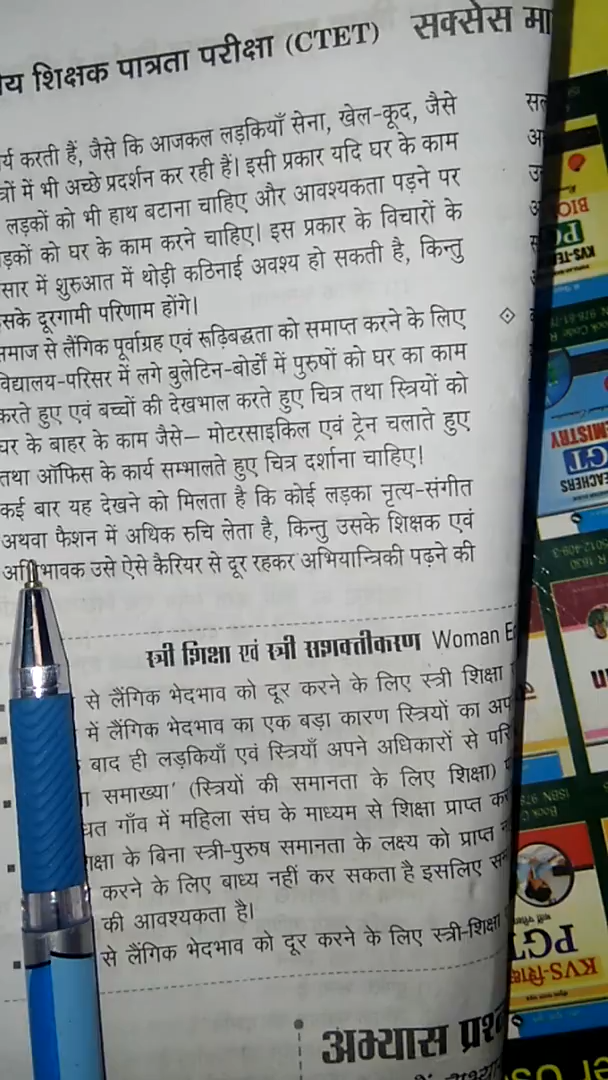 शिक्षक पात्रता परीक्षा (CTET) सक्सेस
करती हैं, जैसे कि आजकल लड़कियाँ सेना, खेल-कूद, जैसे
में भी अच्छे प्रदर्शन कर रही हैं। इसी प्रकार यदि घर के काम
लड़कों को भी हाथ बटाना चाहिए और आवश्यकता पड़ने पर
को घर के काम करने चाहिए। इस प्रकार के विचारों के
में शुरुआत में थोड़ी कठिनाई अवश्य हो सकती है, किन्तु
के दूरगामी परिणाम होंगे।
समाज से लैंगिक पूर्वाग्रह एवं रूढ़िबद्धता को समाप्त करने के लिए
विद्यालय-परिसर में लगे बुलेटिन-बोर्डों में पुरुषों को घर का काम
करते हुए एवं बच्चों की देखभाल करते हुए चित्र तथा स्त्रियों को
घर के बाहर के काम जैसे– मोटरसाइकिल एवं ट्रेन चलाते हुए
तथा ऑफिस के कार्य सम्भालते हुए चित्र दर्शाना चाहिए।
कई बार यह देखने को मिलता है कि कोई लड़का नृत्य-संगीत
अथवा फैशन में अधिक रुचि लेता है, किन्तु उसके शिक्षक एवं
अभिभावक उसे ऐसे कैरियर से दूर रहकर अभियान्त्रिकी पढ़ने की
स्त्री शिक्षा एवं स्त्री सशक्तीकरण Woman
से लैंगिक भेदभाव को दूर करने के लिए स्त्री शिक्षा
में लैंगिक भेदभाव का एक बड़ा कारण स्त्रियों का
बाद ही लड़कियाँ एवं स्त्रियाँ अपने अधिकारों से
समाख्या' (स्त्रियों की समानता के लिए शिक्षा)
गाँव में महिला संघ के माध्यम से शिक्षा प्राप्त
के बिना स्त्री-पुरुष समानता के लक्ष्य को प्राप्त
करने के लिए बाध्य नहीं कर सकता है इसलिए
की आवश्यकता है।
से लैंगिक भेदभाव को दूर करने के लिए स्त्री-शिक्षा
अभ्यास
KVS
PGT
CHEMISTRY
TEACHERS
KVS
PGT